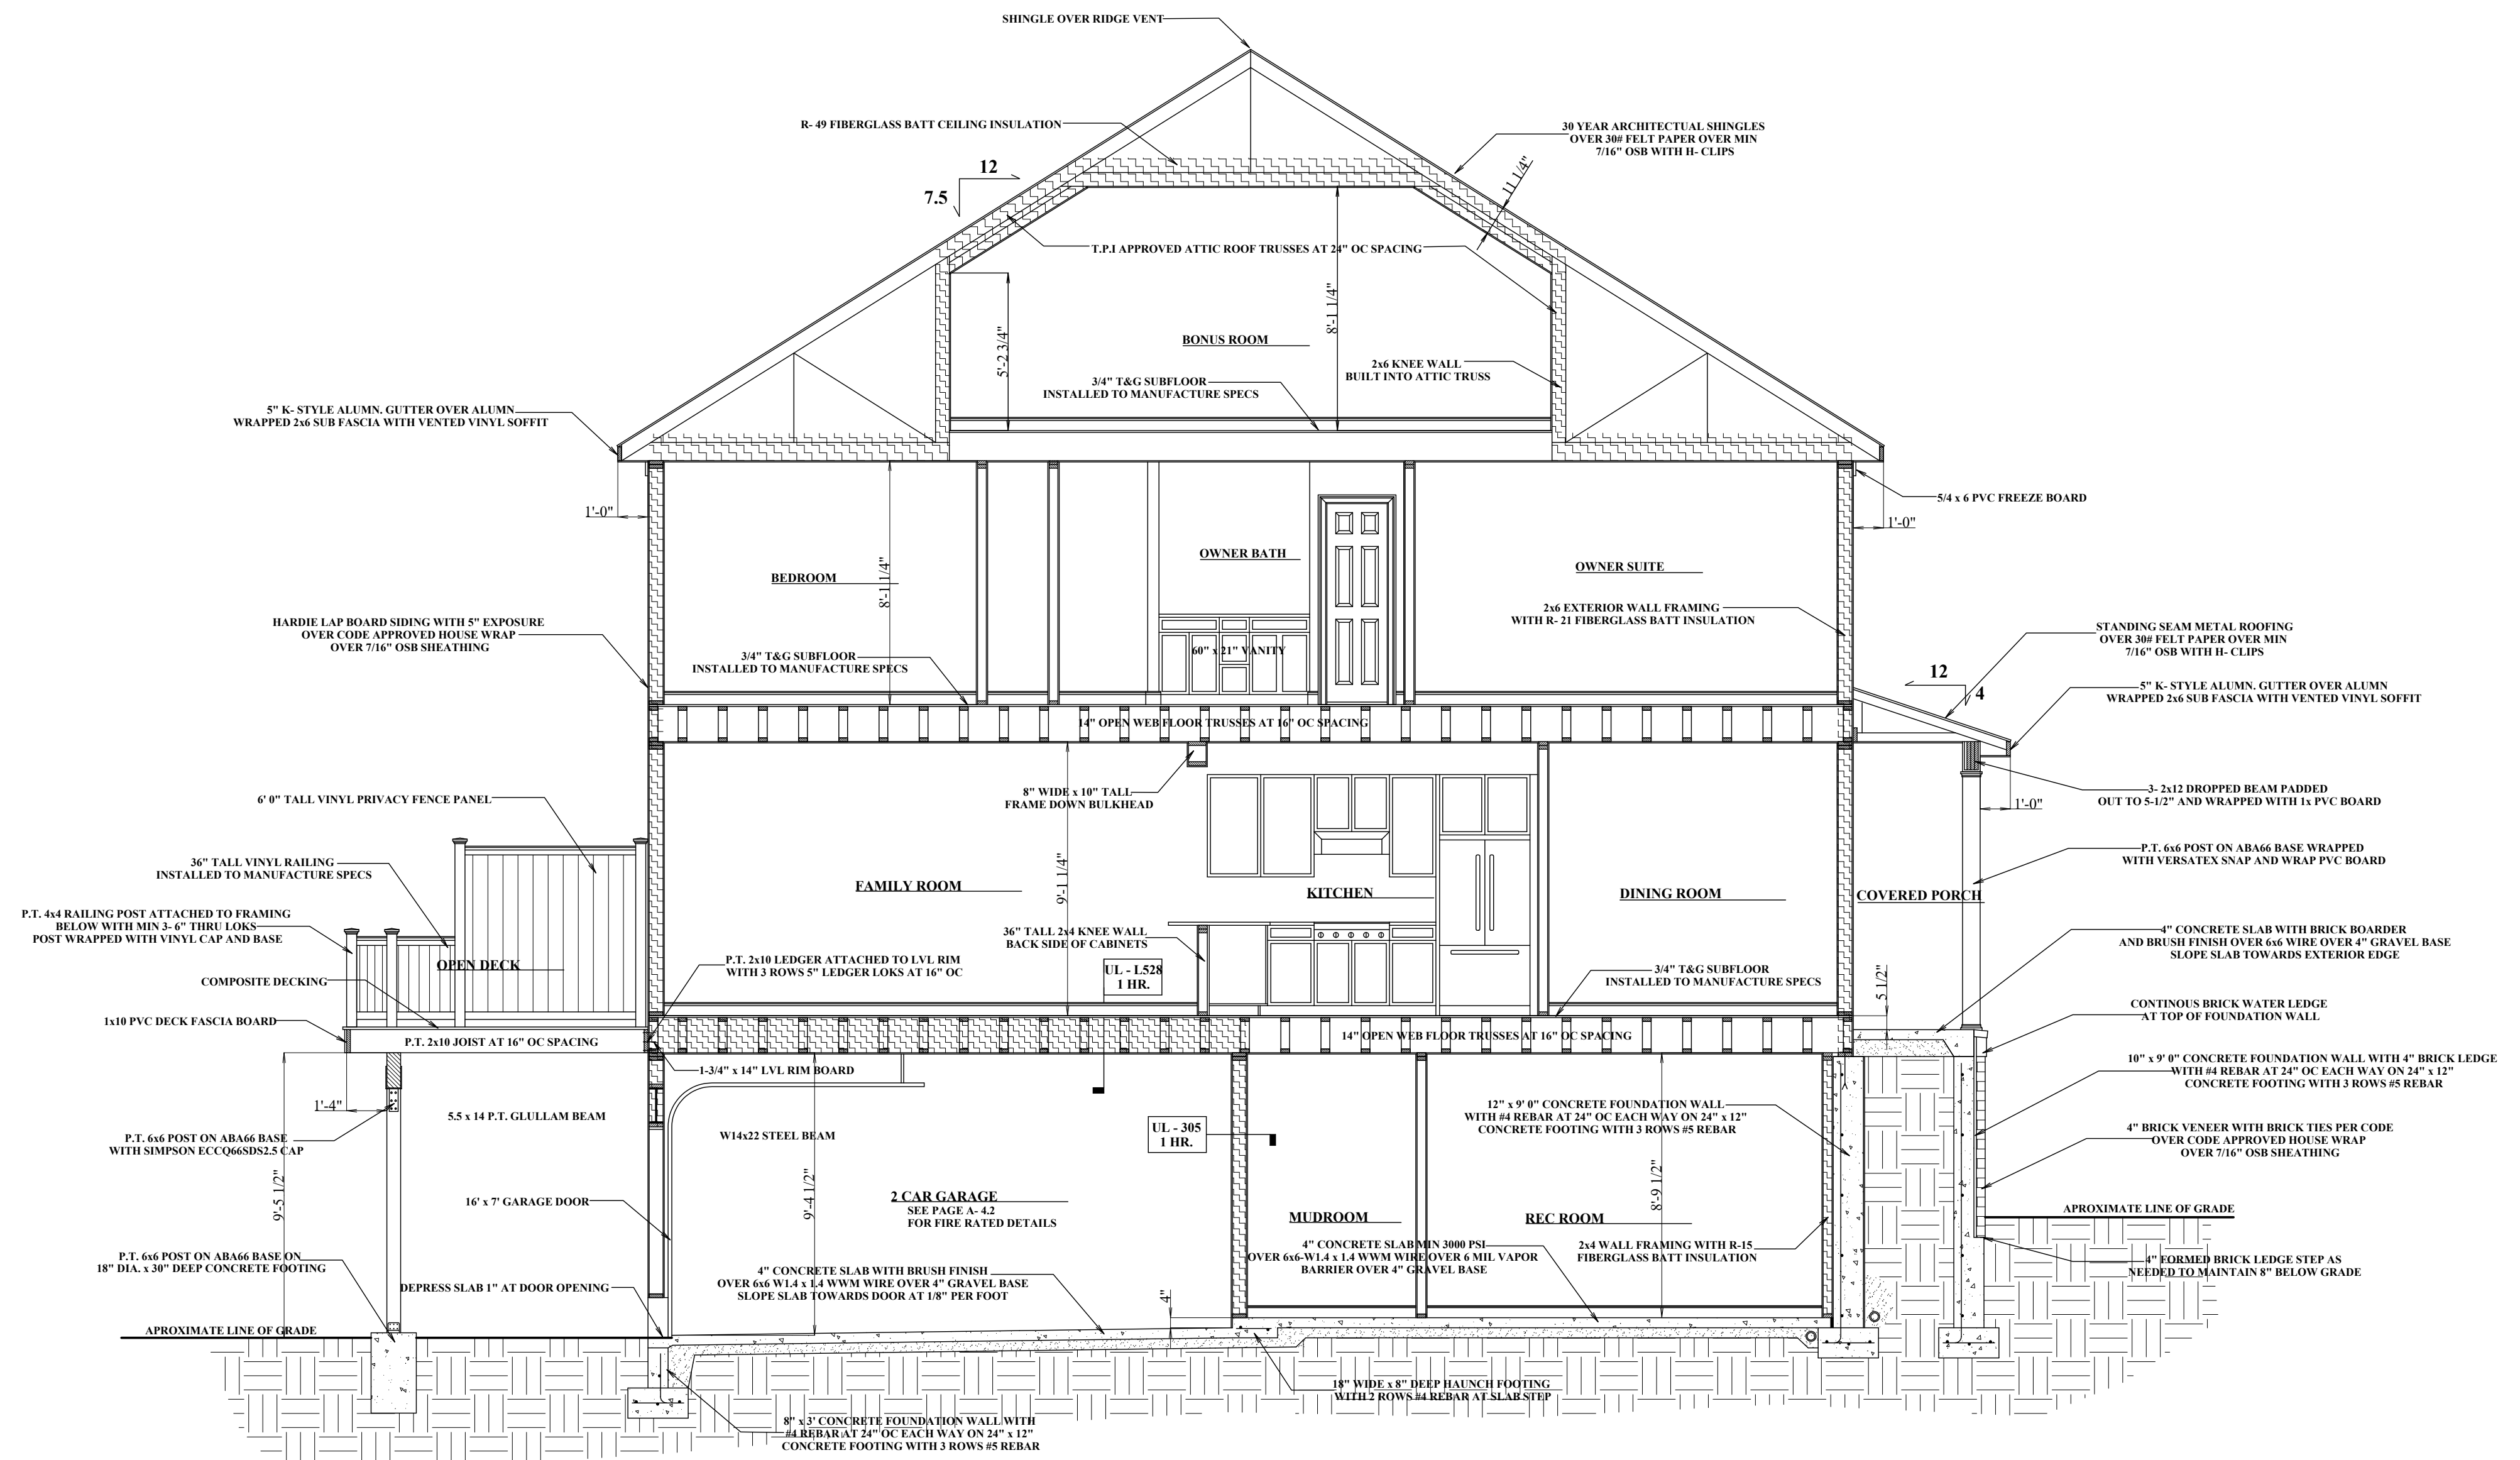 SHINGLE OVER RIDGE VENT
R- 49 FIBERGLASS BATT CEILING INSULATION
30 YEAR ARCHITECTUAL SHINGLES
OVER 30# FELT PAPER OVER MIN
7/16" OSB WITH H- CLIPS
12
7.5
11 1/4"
T.P.I APPROVED ATTIC ROOF TRUSSES AT 24" OC SPACING
8'-1 1/4"
5'-2 3/4"
BONUS ROOM
2x6 KNEE WALL
BUILT INTO ATTIC TRUSS
3/4" T&G SUBFLOOR
INSTALLED TO MANUFACTURE SPECS
5" K- STYLE ALUMN. GUTTER OVER ALUMN
WRAPPED 2x6 SUB FASCIA WITH VENTED VINYL SOFFIT
5/4 x 6 PVC FREEZE BOARD
1'-0"
1'-0"
OWNER BATH
BEDROOM
8'-1 1/4"
OWNER SUITE
2x6 EXTERIOR WALL FRAMING
WITH R- 21 FIBERGLASS BATT INSULATION
HARDIE LAP BOARD SIDING WITH 5" EXPOSURE
OVER CODE APPROVED HOUSE WRAP
OVER 7/16" OSB SHEATHING
STANDING SEAM METAL ROOFING
OVER 30# FELT PAPER OVER MIN
7/16" OSB WITH H- CLIPS
60" x 21" VANITY
3/4" T&G SUBFLOOR
INSTALLED TO MANUFACTURE SPECS
12
4
5" K- STYLE ALUMN. GUTTER OVER ALUMN
WRAPPED 2x6 SUB FASCIA WITH VENTED VINYL SOFFIT
14" OPEN WEB FLOOR TRUSSES AT 16" OC SPACING
6' 0" TALL VINYL PRIVACY FENCE PANEL
8" WIDE x 10" TALL
FRAME DOWN BULKHEAD
3- 2x12 DROPPED BEAM PADDED
OUT TO 5-1/2" AND WRAPPED WITH 1x PVC BOARD
1'-0"
36" TALL VINYL RAILING
INSTALLED TO MANUFACTURE SPECS
P.T. 6x6 POST ON ABA66 BASE WRAPPED
WITH VERSATEX SNAP AND WRAP PVC BOARD
9'-1 1/4"
FAMILY ROOM
KITCHEN
DINING ROOM
COVERED PORCH
P.T. 4x4 RAILING POST ATTACHED TO FRAMING
BELOW WITH MIN 3- 6" THRU LOKS
POST WRAPPED WITH VINYL CAP AND BASE
36" TALL 2x4 KNEE WALL
BACK SIDE OF CABINETS
4" CONCRETE SLAB WITH BRICK BOARDER
AND BRUSH FINISH OVER 6x6 WIRE OVER 4" GRAVEL BASE
SLOPE SLAB TOWARDS EXTERIOR EDGE
OPEN DECK
P.T. 2x10 LEDGER ATTACHED TO LVL RIM
WITH 3 ROWS 5" LEDGER LOKS AT 16" OC
UL - L528
1 HR.
3/4" T&G SUBFLOOR
INSTALLED TO MANUFACTURE SPECS
5 1/2"
COMPOSITE DECKING
CONTINOUS BRICK WATER LEDGE
AT TOP OF FOUNDATION WALL
1x10 PVC DECK FASCIA BOARD
P.T. 2x10 JOIST AT 16" OC SPACING
14" OPEN WEB FLOOR TRUSSES AT 16" OC SPACING
1-3/4" x 14" LVL RIM BOARD
10" x 9' 0" CONCRETE FOUNDATION WALL WITH 4" BRICK LEDGE
WITH #4 REBAR AT 24" OC EACH WAY ON 24" x 12"
CONCRETE FOOTING WITH 3 ROWS #5 REBAR
1'-4"
5.5 x 14 P.T. GLULLAM BEAM
W14x22 STEEL BEAM
UL - 305
1 HR.
12" x 9' 0" CONCRETE FOUNDATION WALL
WITH #4 REBAR AT 24" OC EACH WAY ON 24" x 12"
CONCRETE FOOTING WITH 3 ROWS #5 REBAR
4" BRICK VENEER WITH BRICK TIES PER CODE
OVER CODE APPROVED HOUSE WRAP
OVER 7/16" OSB SHEATHING
P.T. 6x6 POST ON ABA66 BASE
WITH SIMPSON ECCQ66SDS2.5 CAP
9'-5 1/2"
16' x 7' GARAGE DOOR
9'-4 1/2"
2 CAR GARAGE
SEE PAGE A- 4.2
FOR FIRE RATED DETAILS
MUDROOM
REC ROOM
8'-9 1/2"
APROXIMATE LINE OF GRADE
P.T. 6x6 POST ON ABA66 BASE ON
18" DIA. x 30" DEEP CONCRETE FOOTING
4" CONCRETE SLAB MIN 3000 PSI
OVER 6x6-W1.4 x 1.4 WWM WIRE OVER 6 MIL VAPOR
BARRIER OVER 4" GRAVEL BASE
2x4 WALL FRAMING WITH R-15
FIBERGLASS BATT INSULATION
4" FORMED BRICK LEDGE STEP AS
NEEDED TO MAINTAIN 8" BELOW GRADE
DEPRESS SLAB 1" AT DOOR OPENING
4" CONCRETE SLAB WITH BRUSH FINISH
OVER 6x6 W1.4 x 1.4 WWM WIRE OVER 4" GRAVEL BASE
SLOPE SLAB TOWARDS DOOR AT 1/8" PER FOOT
4"
APROXIMATE LINE OF GRADE
18" WIDE x 8" DEEP HAUNCH FOOTING
WITH 2 ROWS #4 REBAR AT SLAB STEP
8" x 3' CONCRETE FOUNDATION WALL WITH
#4 REBAR AT 24" OC EACH WAY ON 24" x 12"
CONCRETE FOOTING WITH 3 ROWS #5 REBAR